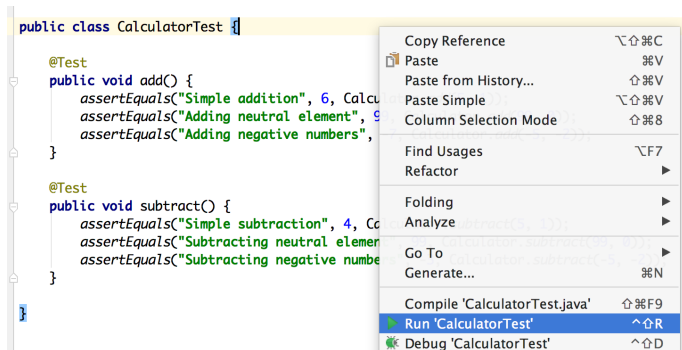 public class CalculatorTest {
@Test
public void add() {
assertEquals("Simple addition", 6, Calcu
assertEquals("Adding neutral element", 9
assertEquals("Adding negative numbers",
}
@Test
public void subtract() {
assertEquals("Simple subtraction", 4, Ca
assertEquals("Subtracting neutral elemen
assertEquals("Subtracting negative numbe
}
}
Copy Reference ⌥⇧⌘C
Paste ⌘V
Paste from History... ⇧⌘V
Paste Simple ⌥⇧⌘V
Column Selection Mode ⇧⌘8
Find Usages ⌥F7
Refactor
Folding
Analyze
Go To
Generate... ⌘N
Compile 'CalculatorTest.java' ⇧⌘F9
Run 'CalculatorTest' ^⇧R
Debug 'CalculatorTest' ^⇧D